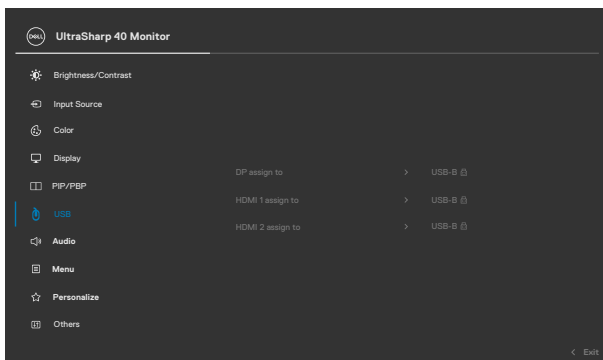 DELL UltraSharp 40 Monitor
Brightness/Contrast
Input Source
Color
Display
DP assign to > USB-B
PIP/PBP
HDMI 1 assign to > USB-B
USB
HDMI 2 assign to > USB-B
Audio
Menu
Personalize
Others
< Exit